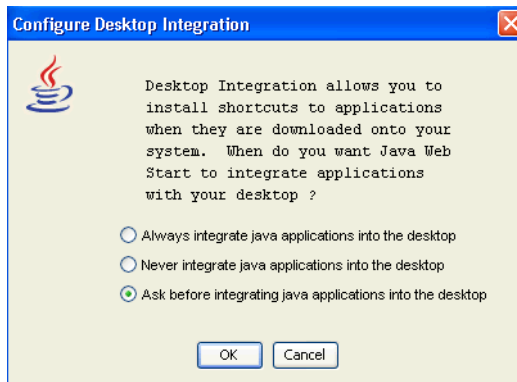 Configure Desktop Integration
Desktop Integration allows you to
install shortcuts to applications
when they are downloaded onto your
system.  When do you want Java Web
Start to integrate applications
with your desktop ?
Always integrate java applications into the desktop
Never integrate java applications into the desktop
Ask before integrating java applications into the desktop
OK Cancel